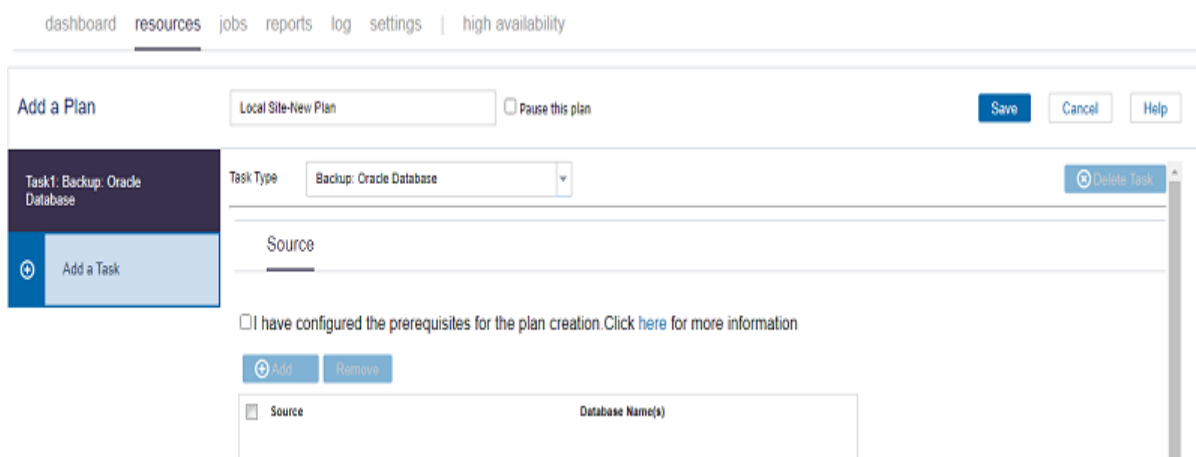 dashboard resources jobs reports log settings | high availability
Add a Plan
Local Site-New Plan
Pause this plan
Save
Cancel
Help
Task1: Backup: Oracle
Database
Add a Task
Task Type
Backup: Oracle Database
Delete Task
Source
I have configured the prerequisites for the plan creation.Click here for more information
Add
Remove
Source
Database Name(s)